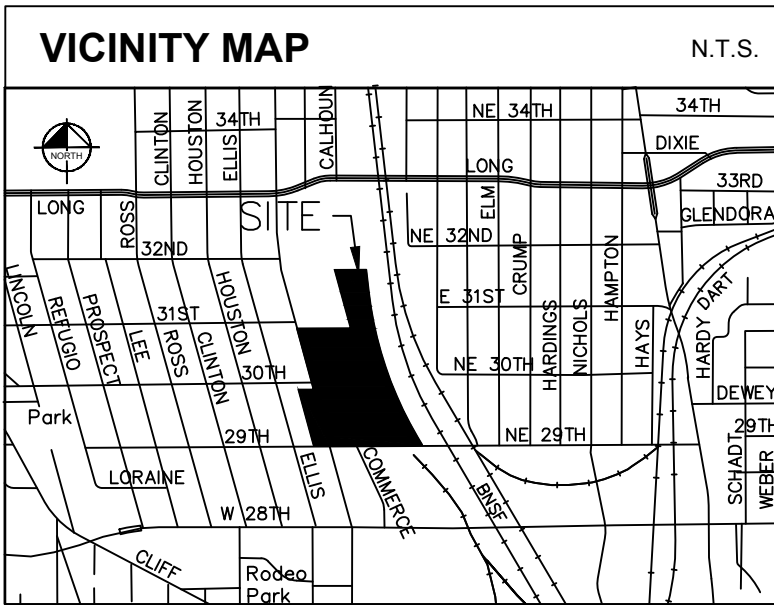 VICINITY MAP
N.T.S.
NORTH
CLINTON
HOUSTON
ELLIS
34TH
CALHOUN
NE 34TH
34TH
DIXIE
LONG
LONG
33RD
GLENDORA
ROSS
32ND
SITE
NE 32ND
ELM
CRUMP
HARDINGS
NICHOLS
HAMPTON
HAYS
HARDY
DART
LINCOLN
REFUGIO
PROSPECT
LEE
ROSS
CLINTON
HOUSTON
31ST
E 31ST
30TH
NE 30TH
DEWEY
Park
29TH
NE 29TH
29TH
SCHADT
WEBER
LORAINE
ELLIS
COMMERCE
BNSF
W 28TH
CLIFF
Rodeo
Park